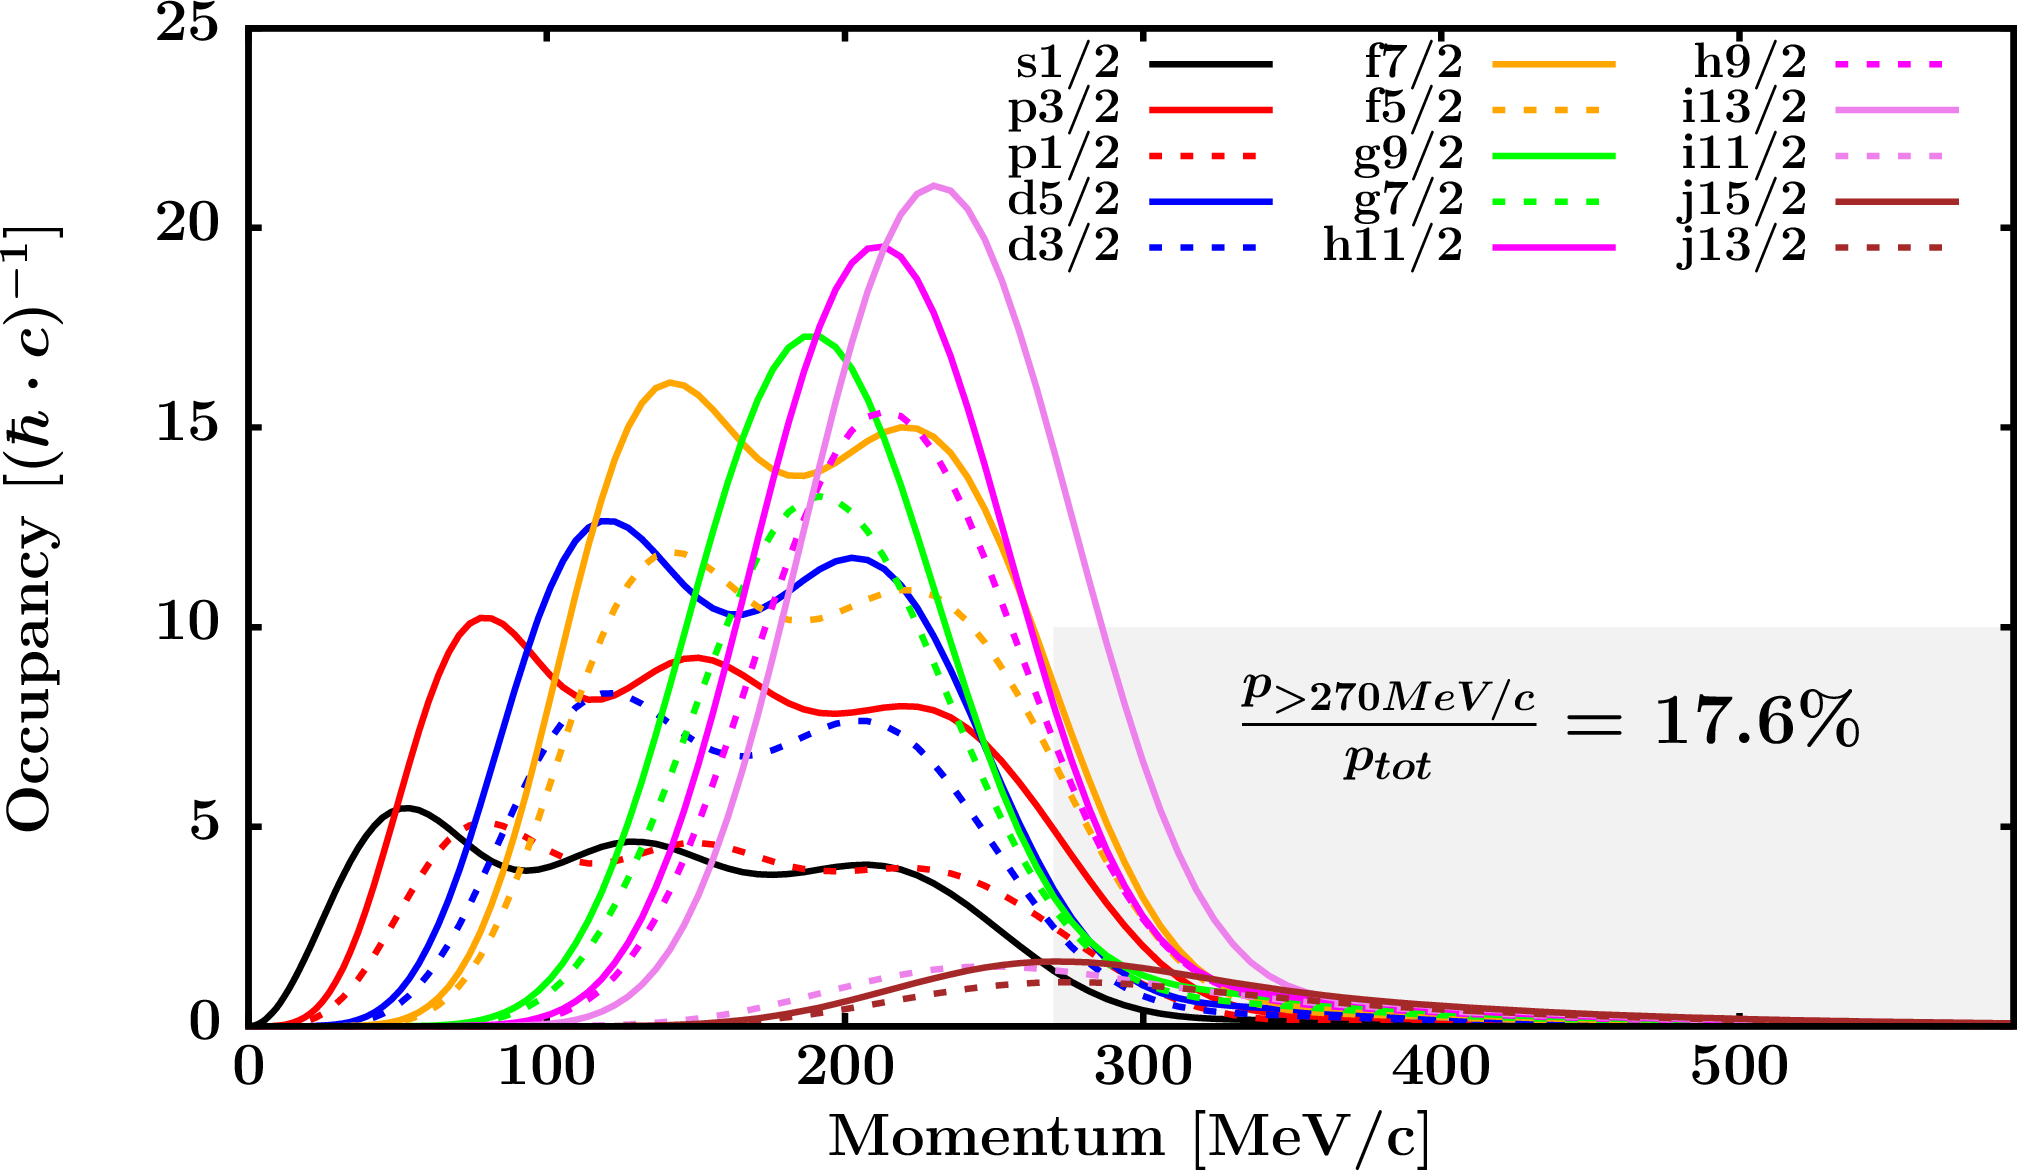 25
20
15
10
5
0
Occupancy [(ħ · c)⁻¹]
s1/2
p3/2
p1/2
d5/2
d3/2
f7/2
f5/2
g9/2
g7/2
h11/2
h9/2
i13/2
i11/2
j15/2
j13/2
p>270MeV/c
ptot
= 17.6%
0 100 200 300 400 500
Momentum [MeV/c]